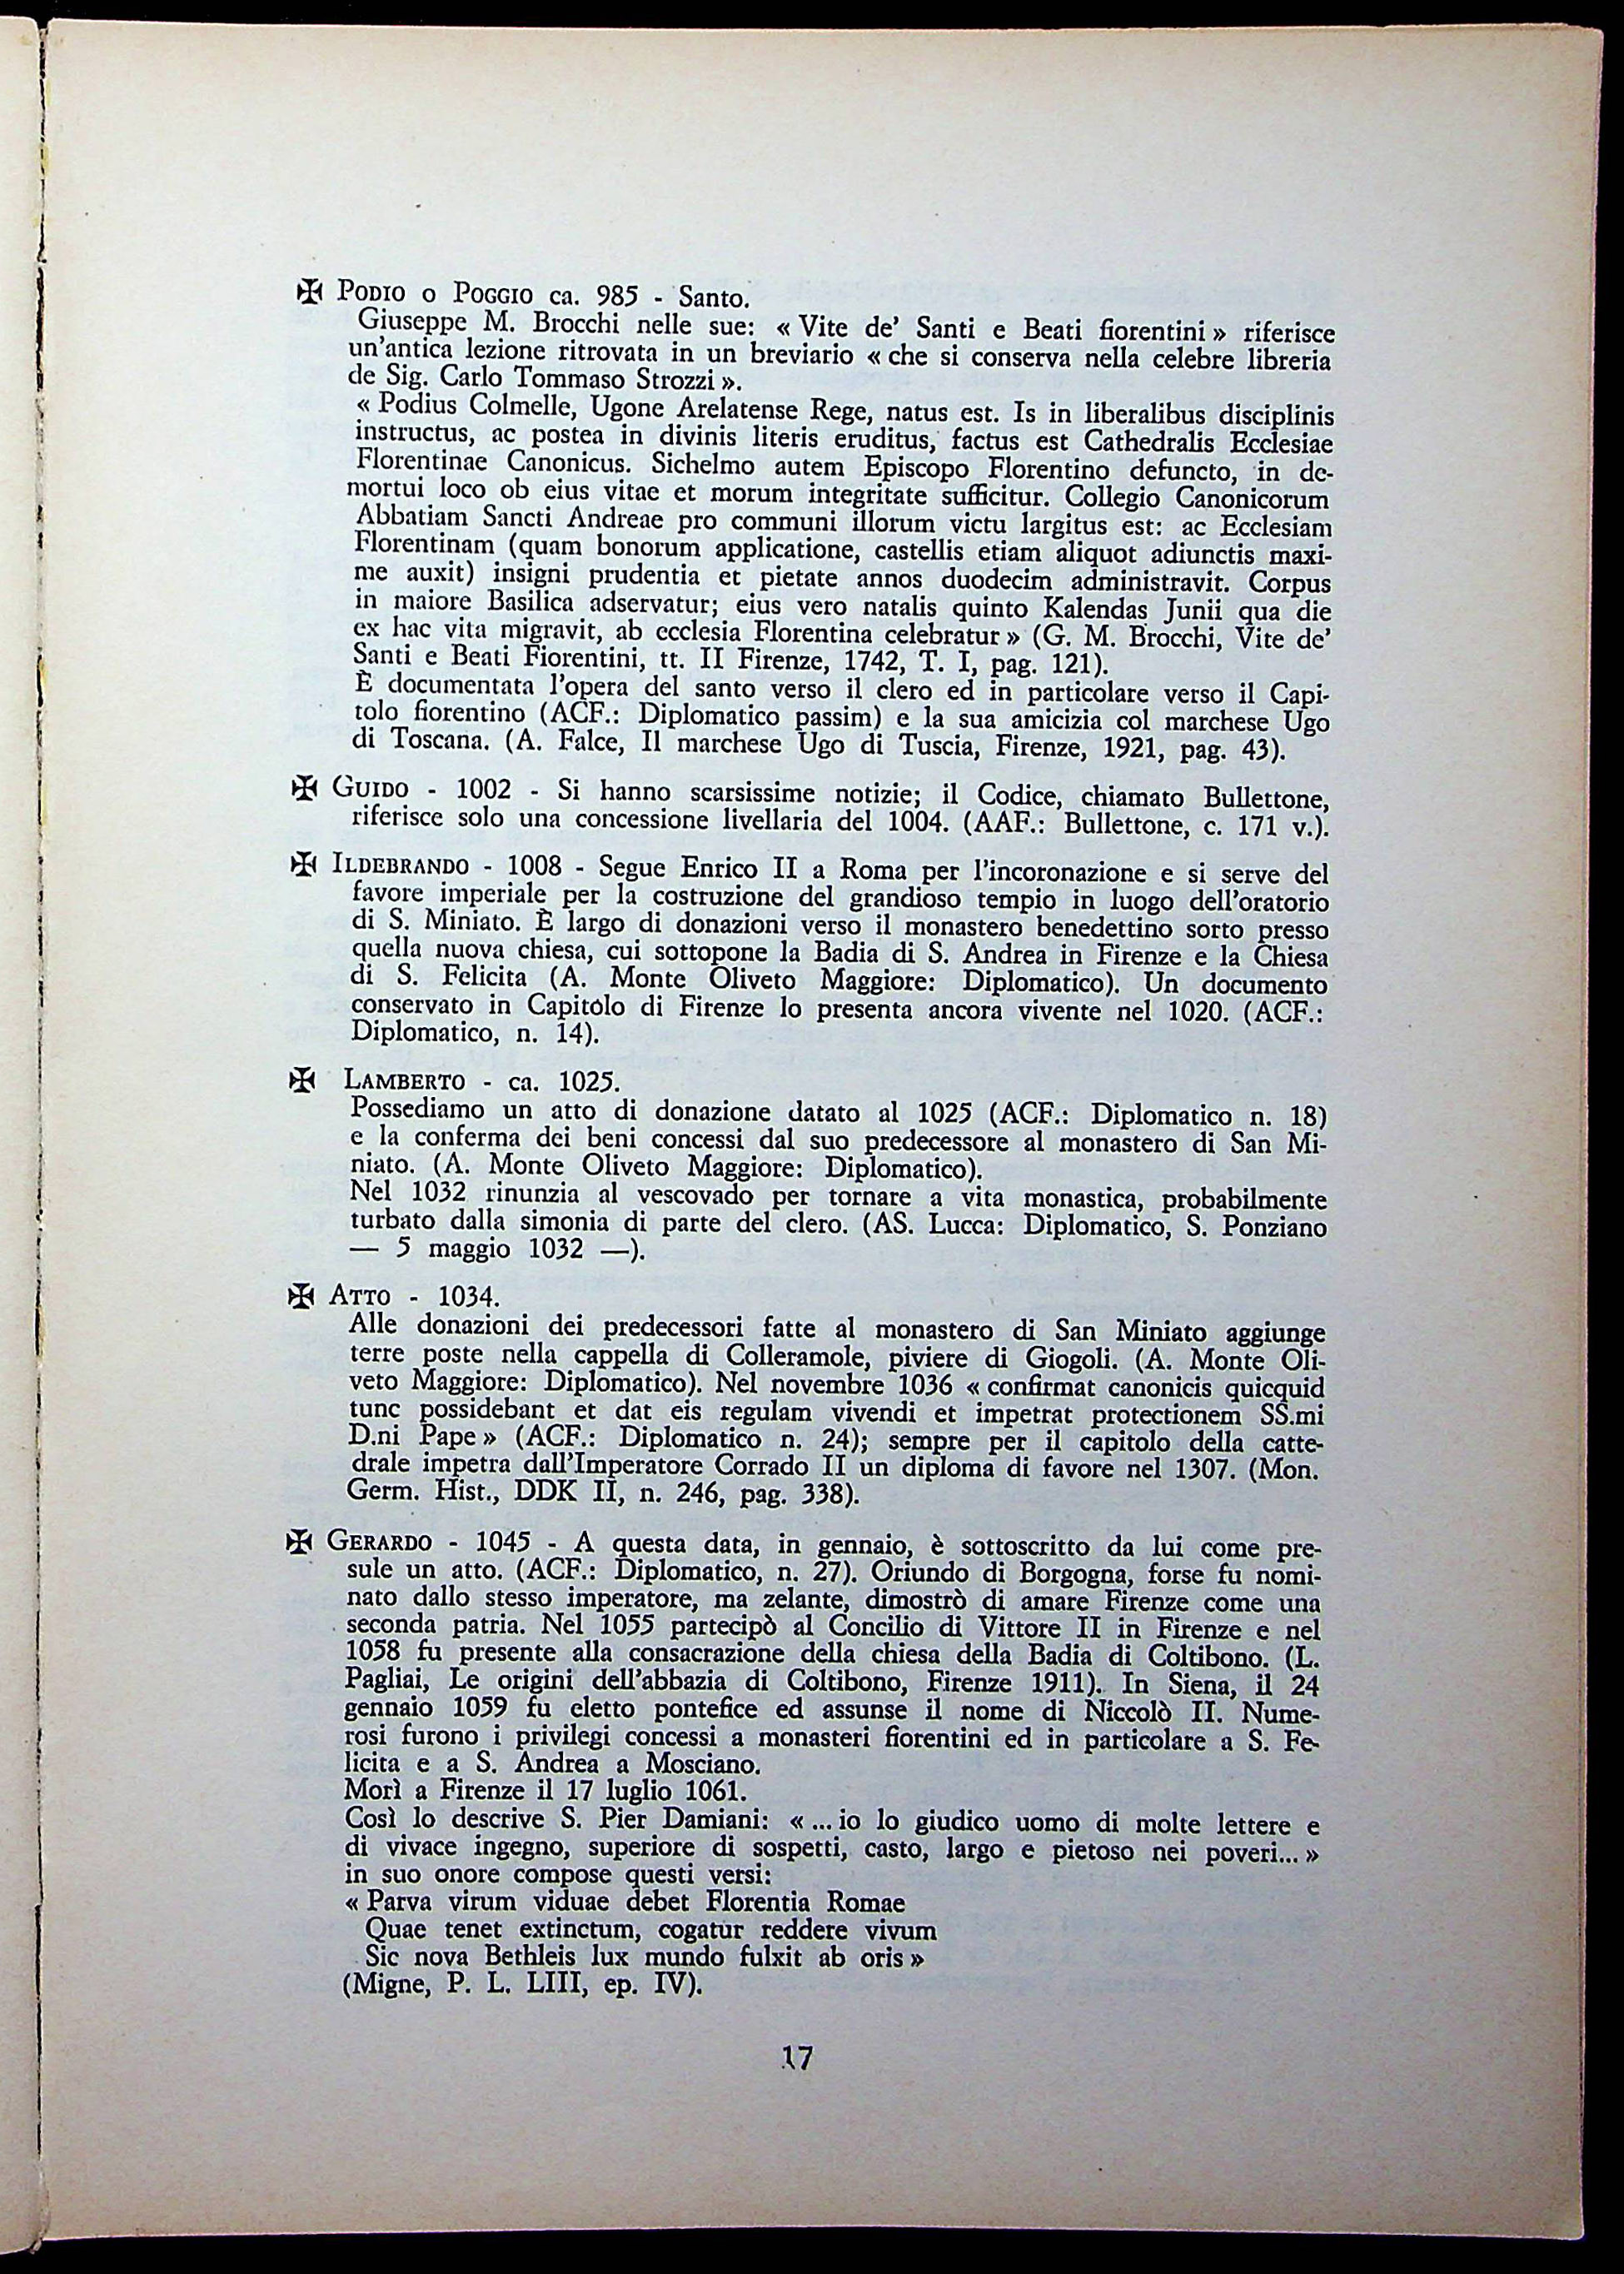 ✠ Podio o Poggio ca. 985 - Santo.
Giuseppe M. Brocchi nelle sue: « Vite de' Santi e Beati fiorentini » riferisce
un'antica lezione ritrovata in un breviario « che si conserva nella celebre libreria
de Sig. Carlo Tommaso Strozzi ».
« Podius Colmelle, Ugone Arelatense Rege, natus est. Is in liberalibus disciplinis
instructus, ac postea in divinis literis eruditus, factus est Cathedralis Ecclesiae
Florentinae Canonicus. Sichelmo autem Episcopo Florentino defuncto, in de-
mortui loco ob eius vitae et morum integritate sufficitur. Collegio Canonicorum
Abbatiam Sancti Andreae pro communi illorum victu largitus est: ac Ecclesiam
Florentinam (quam bonorum applicatione, castellis etiam aliquot adiunctis maxi-
me auxit) insigni prudentia et pietate annos duodecim administravit. Corpus
in maiore Basilica adservatur; eius vero natalis quinto Kalendas Junii qua die
ex hac vita migravit, ab ecclesia Florentina celebratur » (G. M. Brocchi, Vite de'
Santi e Beati Fiorentini, tt. II Firenze, 1742, T. I, pag. 121).
È documentata l'opera del santo verso il clero ed in particolare verso il Capi-
tolo fiorentino (ACF.: Diplomatico passim) e la sua amicizia col marchese Ugo
di Toscana. (A. Falce, Il marchese Ugo di Tuscia, Firenze, 1921, pag. 43).
✠ Guido - 1002 - Si hanno scarsissime notizie; il Codice, chiamato Bullettone,
riferisce solo una concessione livellaria del 1004. (AAF.: Bullettone, c. 171 v.).
✠ Ildebrando - 1008 - Segue Enrico II a Roma per l'incoronazione e si serve del
favore imperiale per la costruzione del grandioso tempio in luogo dell'oratorio
di S. Miniato. È largo di donazioni verso il monastero benedettino sorto presso
quella nuova chiesa, cui sottopone la Badia di S. Andrea in Firenze e la Chiesa
di S. Felicita (A. Monte Oliveto Maggiore: Diplomatico). Un documento
conservato in Capitolo di Firenze lo presenta ancora vivente nel 1020. (ACF.:
Diplomatico, n. 14).
✠ Lamberto - ca. 1025.
Possediamo un atto di donazione datato al 1025 (ACF.: Diplomatico n. 18)
e la conferma dei beni concessi dal suo predecessore al monastero di San Mi-
niato. (A. Monte Oliveto Maggiore: Diplomatico).
Nel 1032 rinunzia al vescovado per tornare a vita monastica, probabilmente
turbato dalla simonia di parte del clero. (AS. Lucca: Diplomatico, S. Ponziano
— 5 maggio 1032 —).
✠ Atto - 1034.
Alle donazioni dei predecessori fatte al monastero di San Miniato aggiunge
terre poste nella cappella di Colleramole, piviere di Giogoli. (A. Monte Oli-
veto Maggiore: Diplomatico). Nel novembre 1036 « confirmat canonicis quicquid
tunc possidebant et dat eis regulam vivendi et impetrat protectionem SS.mi
D.ni Pape » (ACF.: Diplomatico n. 24); sempre per il capitolo della catte-
drale impetra dall'Imperatore Corrado II un diploma di favore nel 1307. (Mon.
Germ. Hist., DDK II, n. 246, pag. 338).
✠ Gerardo - 1045 - A questa data, in gennaio, è sottoscritto da lui come pre-
sule un atto. (ACF.: Diplomatico, n. 27). Oriundo di Borgogna, forse fu nomi-
nato dallo stesso imperatore, ma zelante, dimostrò di amare Firenze come una
seconda patria. Nel 1055 partecipò al Concilio di Vittore II in Firenze e nel
1058 fu presente alla consacrazione della chiesa della Badia di Coltibono. (L.
Pagliai, Le origini dell'abbazia di Coltibono, Firenze 1911). In Siena, il 24
gennaio 1059 fu eletto pontefice ed assunse il nome di Niccolò II. Nume-
rosi furono i privilegi concessi a monasteri fiorentini ed in particolare a S. Fe-
licita e a S. Andrea a Mosciano.
Morì a Firenze il 17 luglio 1061.
Così lo descrive S. Pier Damiani: « ... io lo giudico uomo di molte lettere e
di vivace ingegno, superiore di sospetti, casto, largo e pietoso nei poveri... »
in suo onore compose questi versi:
« Parva virum viduae debet Florentia Romae
Quae tenet extinctum, cogatur reddere vivum
Sic nova Bethleis lux mundo fulxit ab oris »
(Migne, P. L. LIII, ep. IV).
17